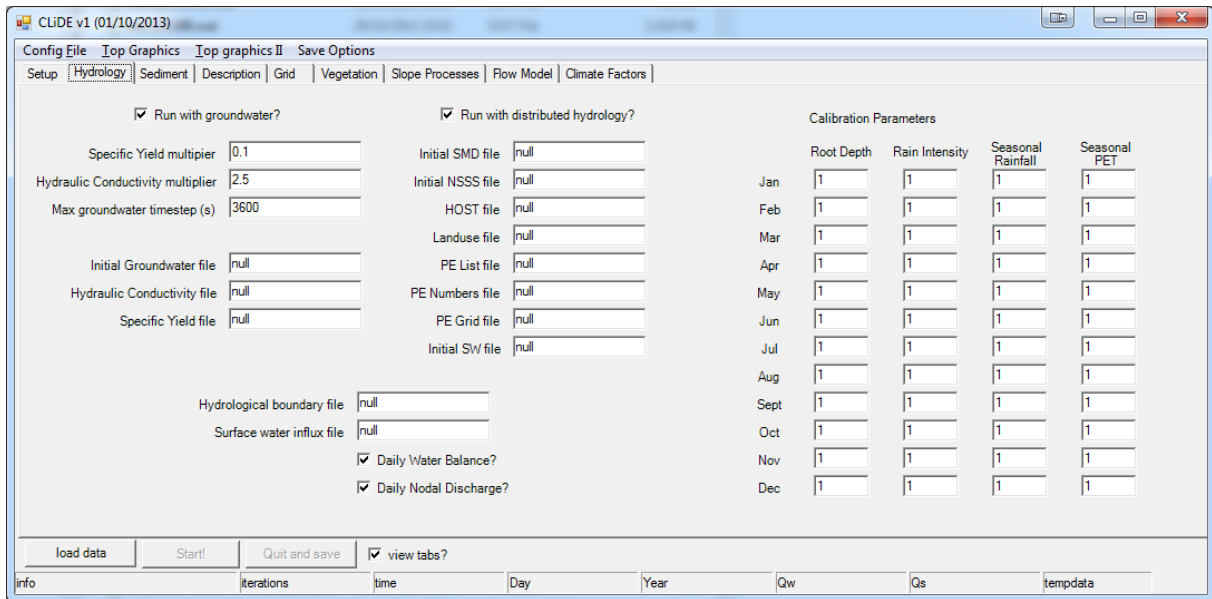 CLiDE v1 (01/10/2013)
Config File Top Graphics Top graphics II Save Options
Setup Hydrology Sediment Description Grid Vegetation Slope Processes Flow Model Climate Factors
Run with groundwater? Run with distributed hydrology? Calibration Parameters
Root Depth Rain Intensity Seasonal Rainfall Seasonal PET
Specific Yield multipier 0.1 Initial SMD file null
Hydraulic Conductivity multiplier 2.5 Initial NSSS file null Jan 1 1 1 1
Max groundwater timestep (s) 3600 HOST file null Feb 1 1 1 1
Landuse file null Mar 1 1 1 1
Initial Groundwater file null PE List file null Apr 1 1 1 1
Hydraulic Conductivity file null PE Numbers file null May 1 1 1 1
Specific Yield file null PE Grid file null Jun 1 1 1 1
Initial SW file null Jul 1 1 1 1
Aug 1 1 1 1
Hydrological boundary file null Sept 1 1 1 1
Surface water influx file null Oct 1 1 1 1
Daily Water Balance? Nov 1 1 1 1
Daily Nodal Discharge? Dec 1 1 1 1
load data Start! Quit and save view tabs?
info iterations time Day Year Qw Qs tempdata